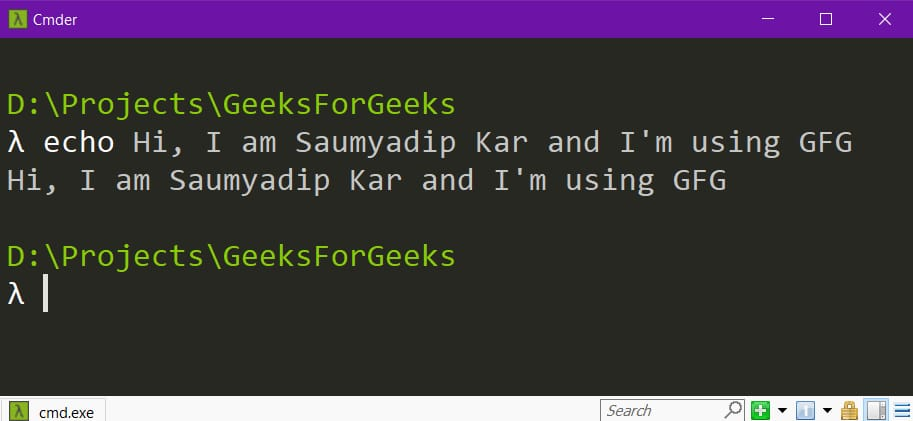 λ Cmder
D:\Projects\GeeksForGeeks
λ echo Hi, I am Saumyadip Kar and I'm using GFG
Hi, I am Saumyadip Kar and I'm using GFG
D:\Projects\GeeksForGeeks
λ
λ cmd.exe Search